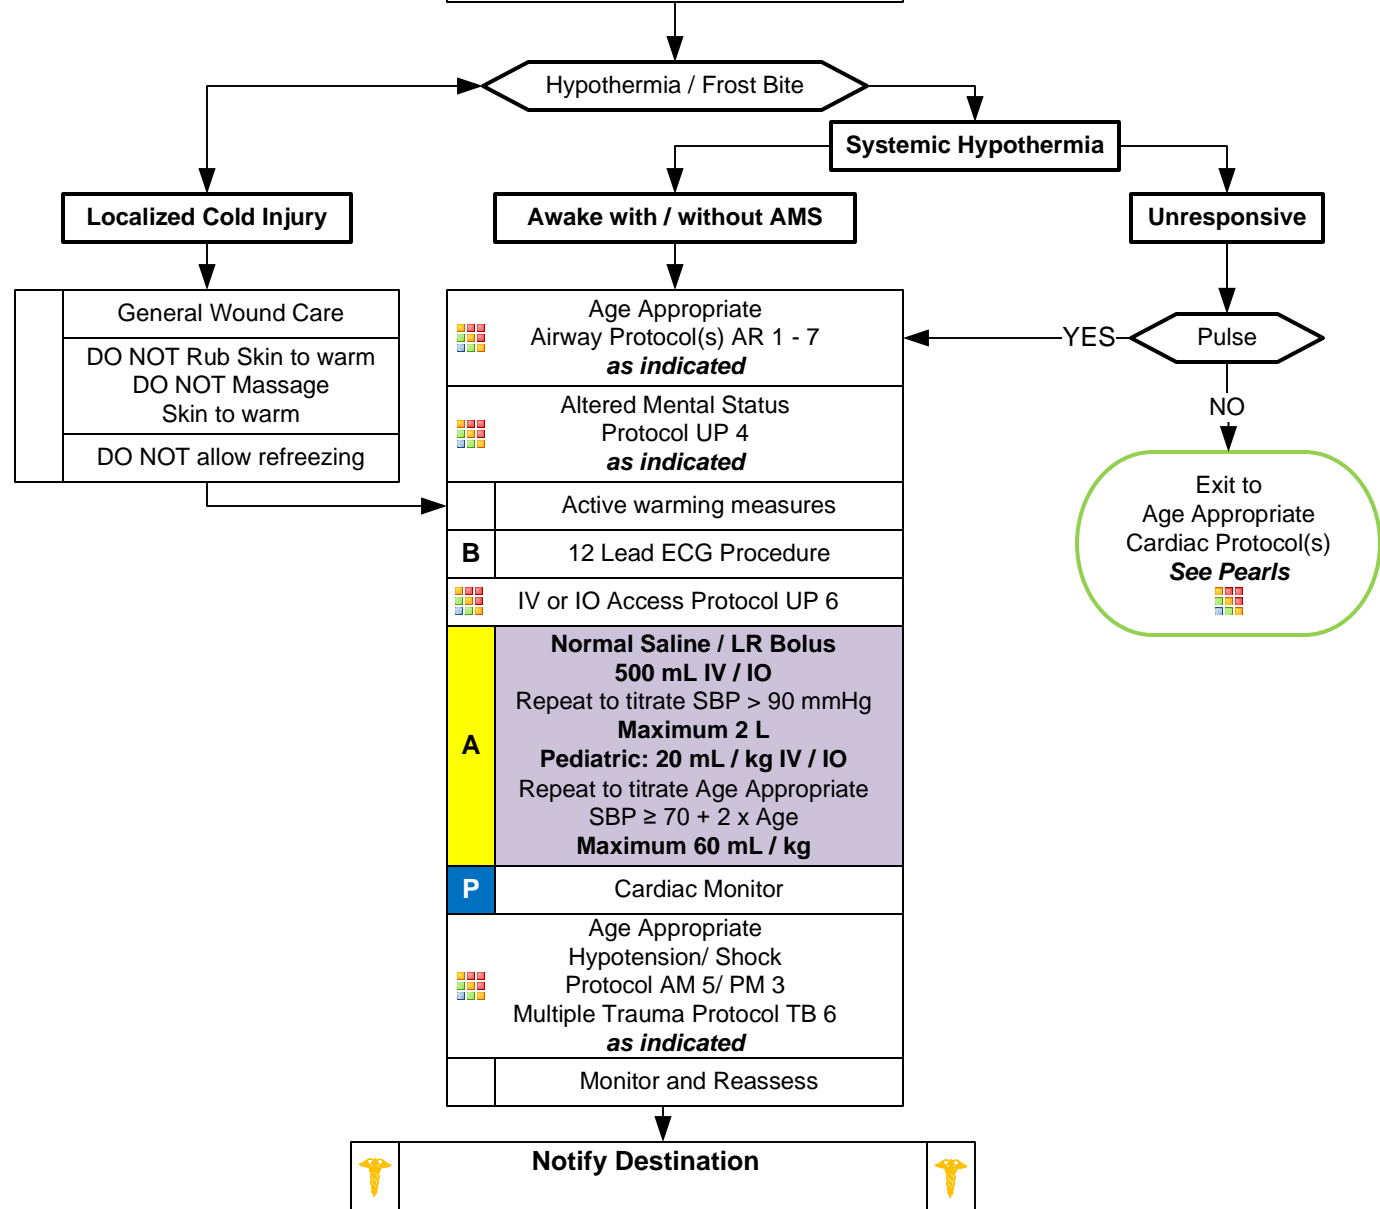 Hypothermia / Frost Bite
Systemic Hypothermia
Localized Cold Injury
Awake with / without AMS
Unresponsive
General Wound Care
DO NOT Rub Skin to warm
DO NOT Massage
Skin to warm
DO NOT allow refreezing
Age Appropriate
Airway Protocol(s) AR 1 - 7
as indicated
Altered Mental Status
Protocol UP 4
as indicated
Active warming measures
B
12 Lead ECG Procedure
IV or IO Access Protocol UP 6
A
Normal Saline / LR Bolus
500 mL IV / IO
Repeat to titrate SBP > 90 mmHg
Maximum 2 L
Pediatric: 20 mL / kg IV / IO
Repeat to titrate Age Appropriate
SBP ≥ 70 + 2 x Age
Maximum 60 mL / kg
P
Cardiac Monitor
Age Appropriate
Hypotension/ Shock
Protocol AM 5/ PM 3
Multiple Trauma Protocol TB 6
as indicated
Monitor and Reassess
YES
Pulse
NO
Exit to
Age Appropriate
Cardiac Protocol(s)
See Pearls
Notify Destination